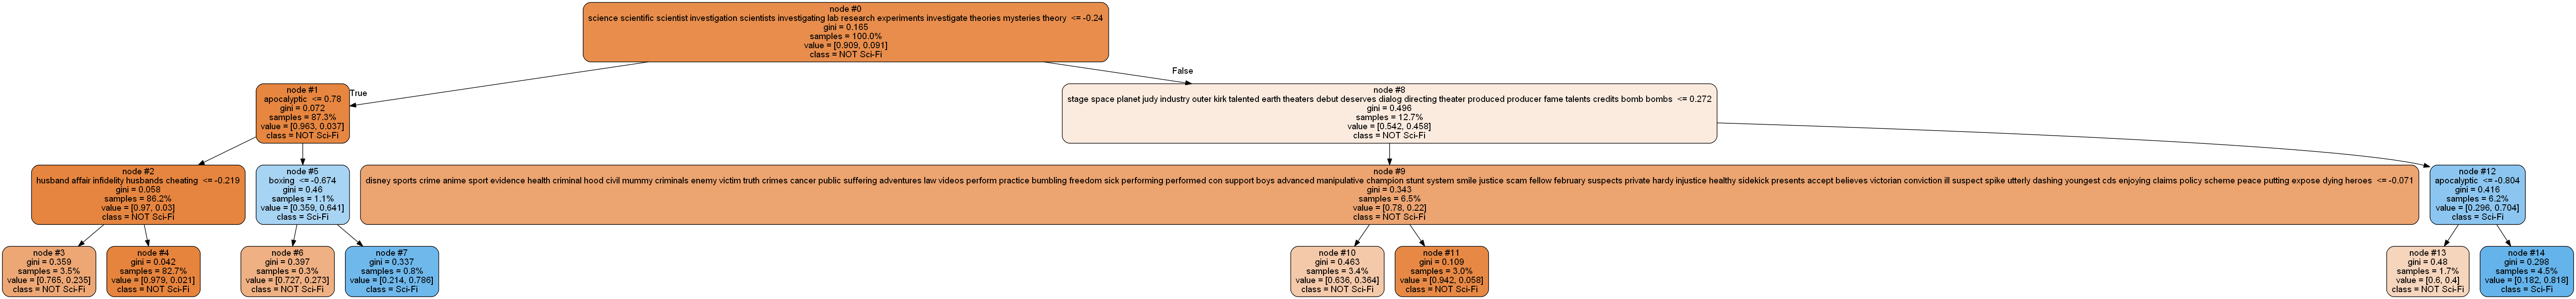 node #0
science scientific scientist investigation scientists investigating lab research experiments investigate theories mysteries theory <= -0.24
gini = 0.165
samples = 100.0%
value = [0.909, 0.091]
class = NOT Sci-Fi
True
False
node #1
apocalyptic <= 0.78
gini = 0.072
samples = 87.3%
value = [0.963, 0.037]
class = NOT Sci-Fi
node #8
stage space planet judy industry outer kirk talented earth theaters debut deserves dialog directing theater produced producer fame talents credits bomb bombs <= 0.272
gini = 0.496
samples = 12.7%
value = [0.542, 0.458]
class = NOT Sci-Fi
node #2
husband affair infidelity husbands cheating <= -0.219
gini = 0.058
samples = 86.2%
value = [0.97, 0.03]
class = NOT Sci-Fi
node #5
boxing <= -0.674
gini = 0.46
samples = 1.1%
value = [0.359, 0.641]
class = Sci-Fi
node #9
disney sports crime anime sport evidence health criminal hood civil mummy criminals enemy victim truth crimes cancer public suffering adventures law videos perform practice bumbling freedom sick performing performed con support boys advanced manipulative champion stunt system smile justice scam fellow february suspects private hardy injustice healthy sidekick presents accept believes victorian conviction ill suspect spike utterly dashing youngest cds enjoying claims policy scheme peace putting expose dying heroes <= -0.071
gini = 0.343
samples = 6.5%
value = [0.78, 0.22]
class = NOT Sci-Fi
node #12
apocalyptic <= -0.804
gini = 0.416
samples = 6.2%
value = [0.296, 0.704]
class = Sci-Fi
node #3
gini = 0.359
samples = 3.5%
value = [0.765, 0.235]
class = NOT Sci-Fi
node #4
gini = 0.042
samples = 82.7%
value = [0.979, 0.021]
class = NOT Sci-Fi
node #6
gini = 0.397
samples = 0.3%
value = [0.727, 0.273]
class = NOT Sci-Fi
node #7
gini = 0.337
samples = 0.8%
value = [0.214, 0.786]
class = Sci-Fi
node #10
gini = 0.463
samples = 3.4%
value = [0.636, 0.364]
class = NOT Sci-Fi
node #11
gini = 0.109
samples = 3.0%
value = [0.942, 0.058]
class = NOT Sci-Fi
node #13
gini = 0.48
samples = 1.7%
value = [0.6, 0.4]
class = NOT Sci-Fi
node #14
gini = 0.298
samples = 4.5%
value = [0.182, 0.818]
class = Sci-Fi